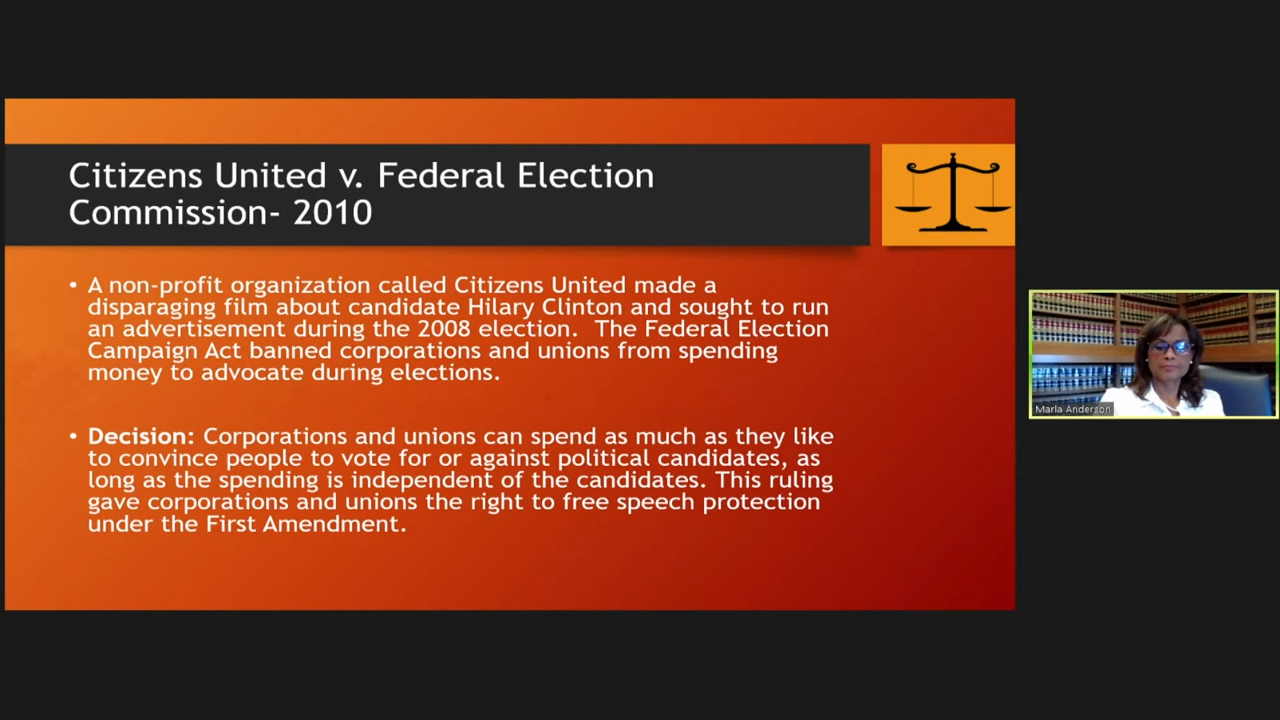 Citizens United v. Federal Election
Commission- 2010
• A non-profit organization called Citizens United made a
disparaging film about candidate Hilary Clinton and sought to run
an advertisement during the 2008 election.  The Federal Election
Campaign Act banned corporations and unions from spending
money to advocate during elections.
• Decision: Corporations and unions can spend as much as they like
to convince people to vote for or against political candidates, as
long as the spending is independent of the candidates. This ruling
gave corporations and unions the right to free speech protection
under the First Amendment.
Marla Anderson